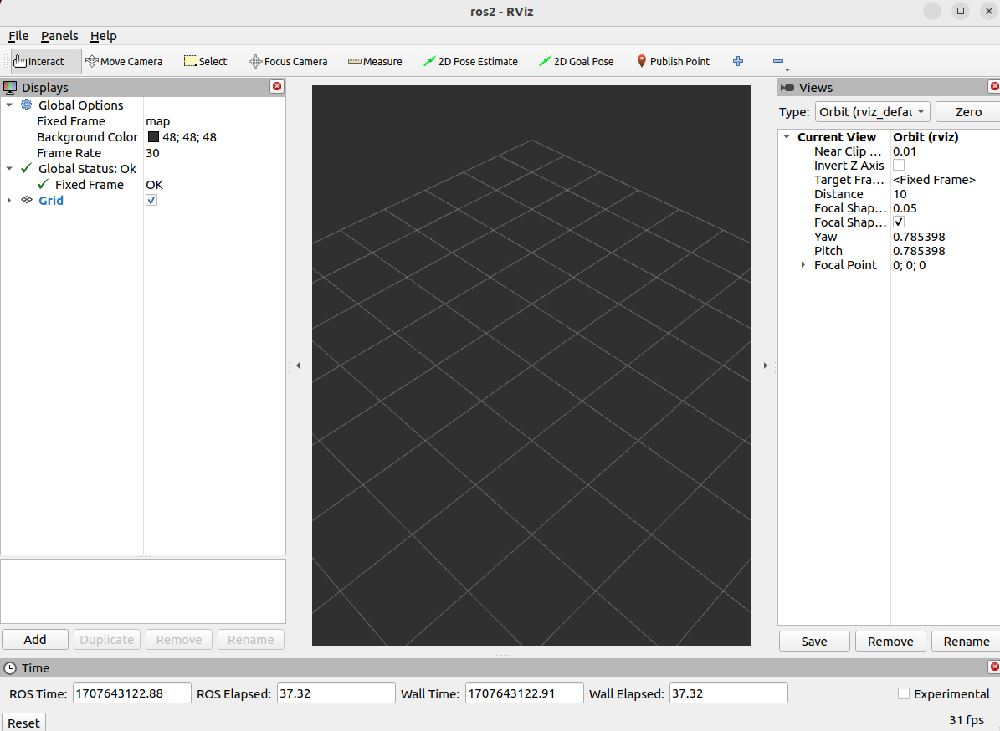 ros2 - RViz
File Panels Help
Interact Move Camera Select Focus Camera Measure 2D Pose Estimate 2D Goal Pose Publish Point
Displays
Global Options
Fixed Frame map
Background Color 48; 48; 48
Frame Rate 30
Global Status: Ok
Fixed Frame OK
Grid
Add Duplicate Remove Rename
Views
Type: Orbit (rviz_defau Zero
Current View Orbit (rviz)
Near Clip ... 0.01
Invert Z Axis
Target Fra... <Fixed Frame>
Distance 10
Focal Shap... 0.05
Focal Shap...
Yaw 0.785398
Pitch 0.785398
Focal Point 0; 0; 0
Save Remove Rename
Time
ROS Time: 1707643122.88 ROS Elapsed: 37.32 Wall Time: 1707643122.91 Wall Elapsed: 37.32 Experimental
Reset 31 fps